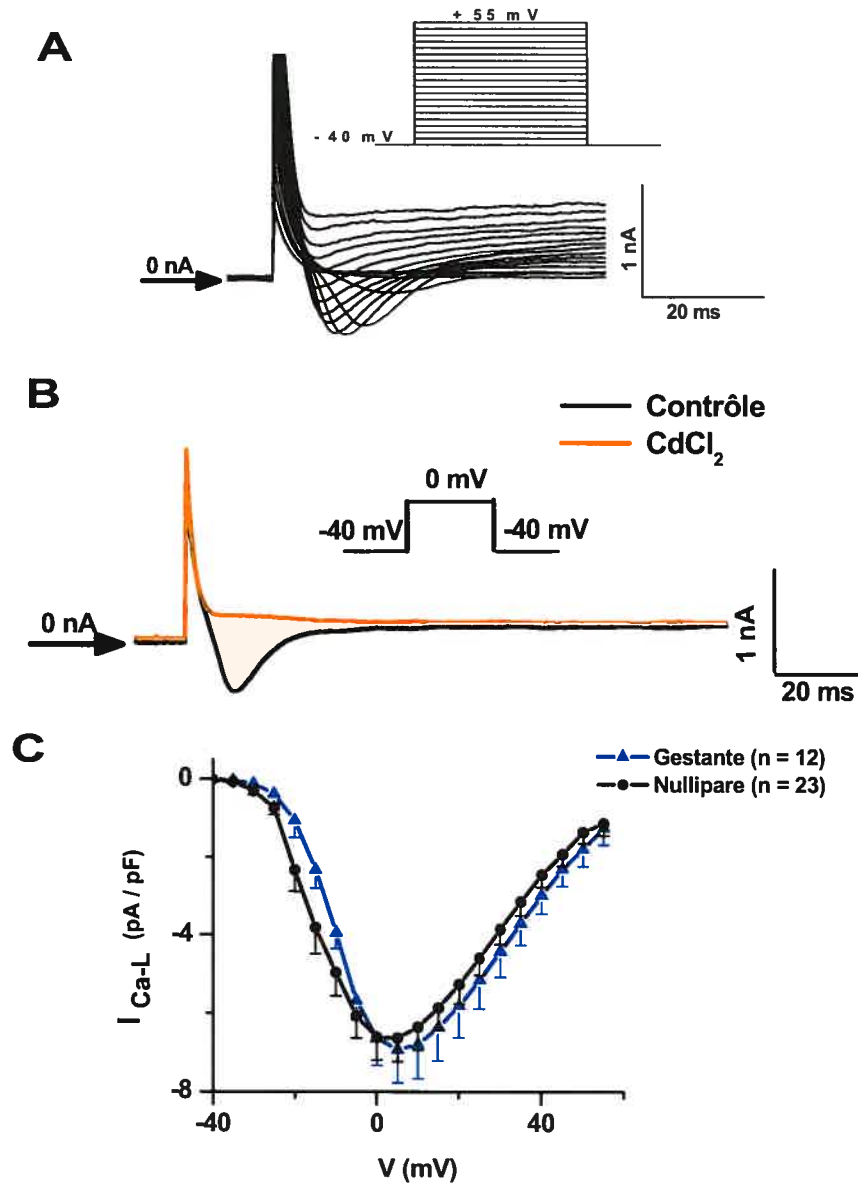 A
+ 55 mV
- 40 mV
0 nA
1 nA
20 ms
B
Contrôle
CdCl2
0 mV
-40 mV
-40 mV
0 nA
1 nA
20 ms
C
Gestante (n = 12)
Nullipare (n = 23)
0
-4
-8
I Ca-L (pA / pF)
-40
0
40
V (mV)